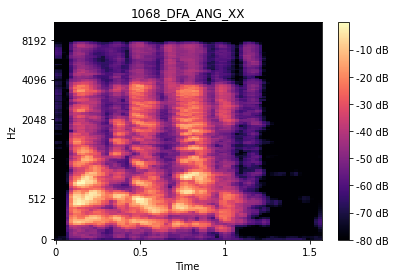 1068_DFA_ANG_XX
8192
4096
2048
1024
512
0
Hz
0
0.5
1
1.5
Time
-10 dB
-20 dB
-30 dB
-40 dB
-50 dB
-60 dB
-70 dB
-80 dB